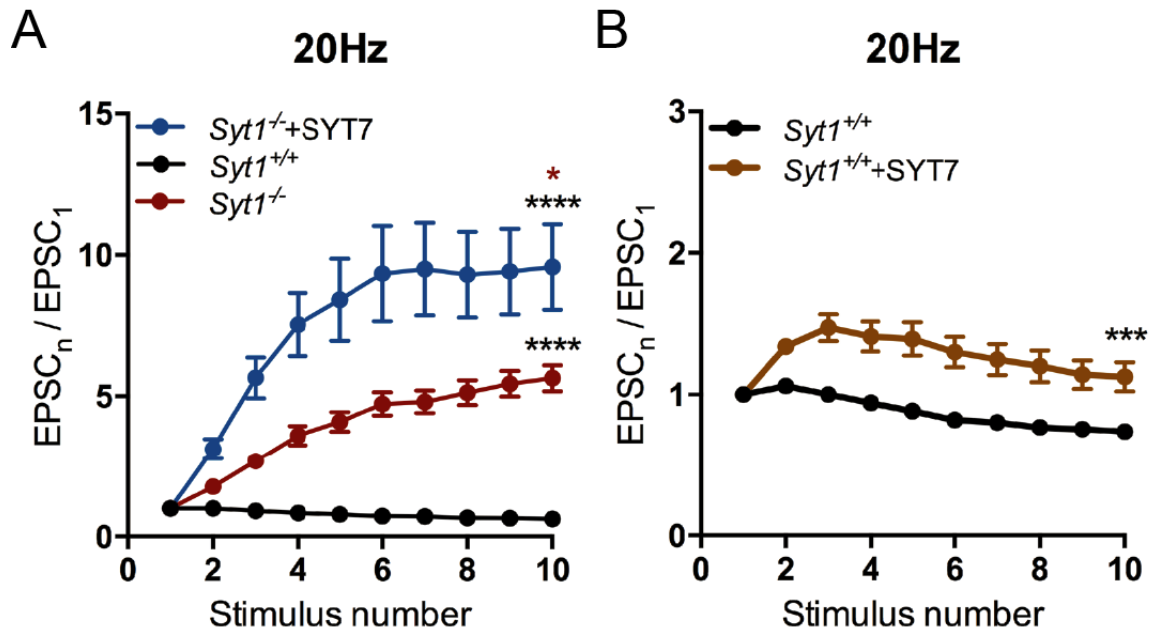 A
20Hz
15
10
5
0
EPSCn / EPSC1
Syt1-/-+SYT7
Syt1+/+
Syt1-/-
*
****
****
0 2 4 6 8 10
Stimulus number
B
20Hz
3
2
1
0
EPSCn / EPSC1
Syt1+/+
Syt1+/++SYT7
***
0 2 4 6 8 10
Stimulus number